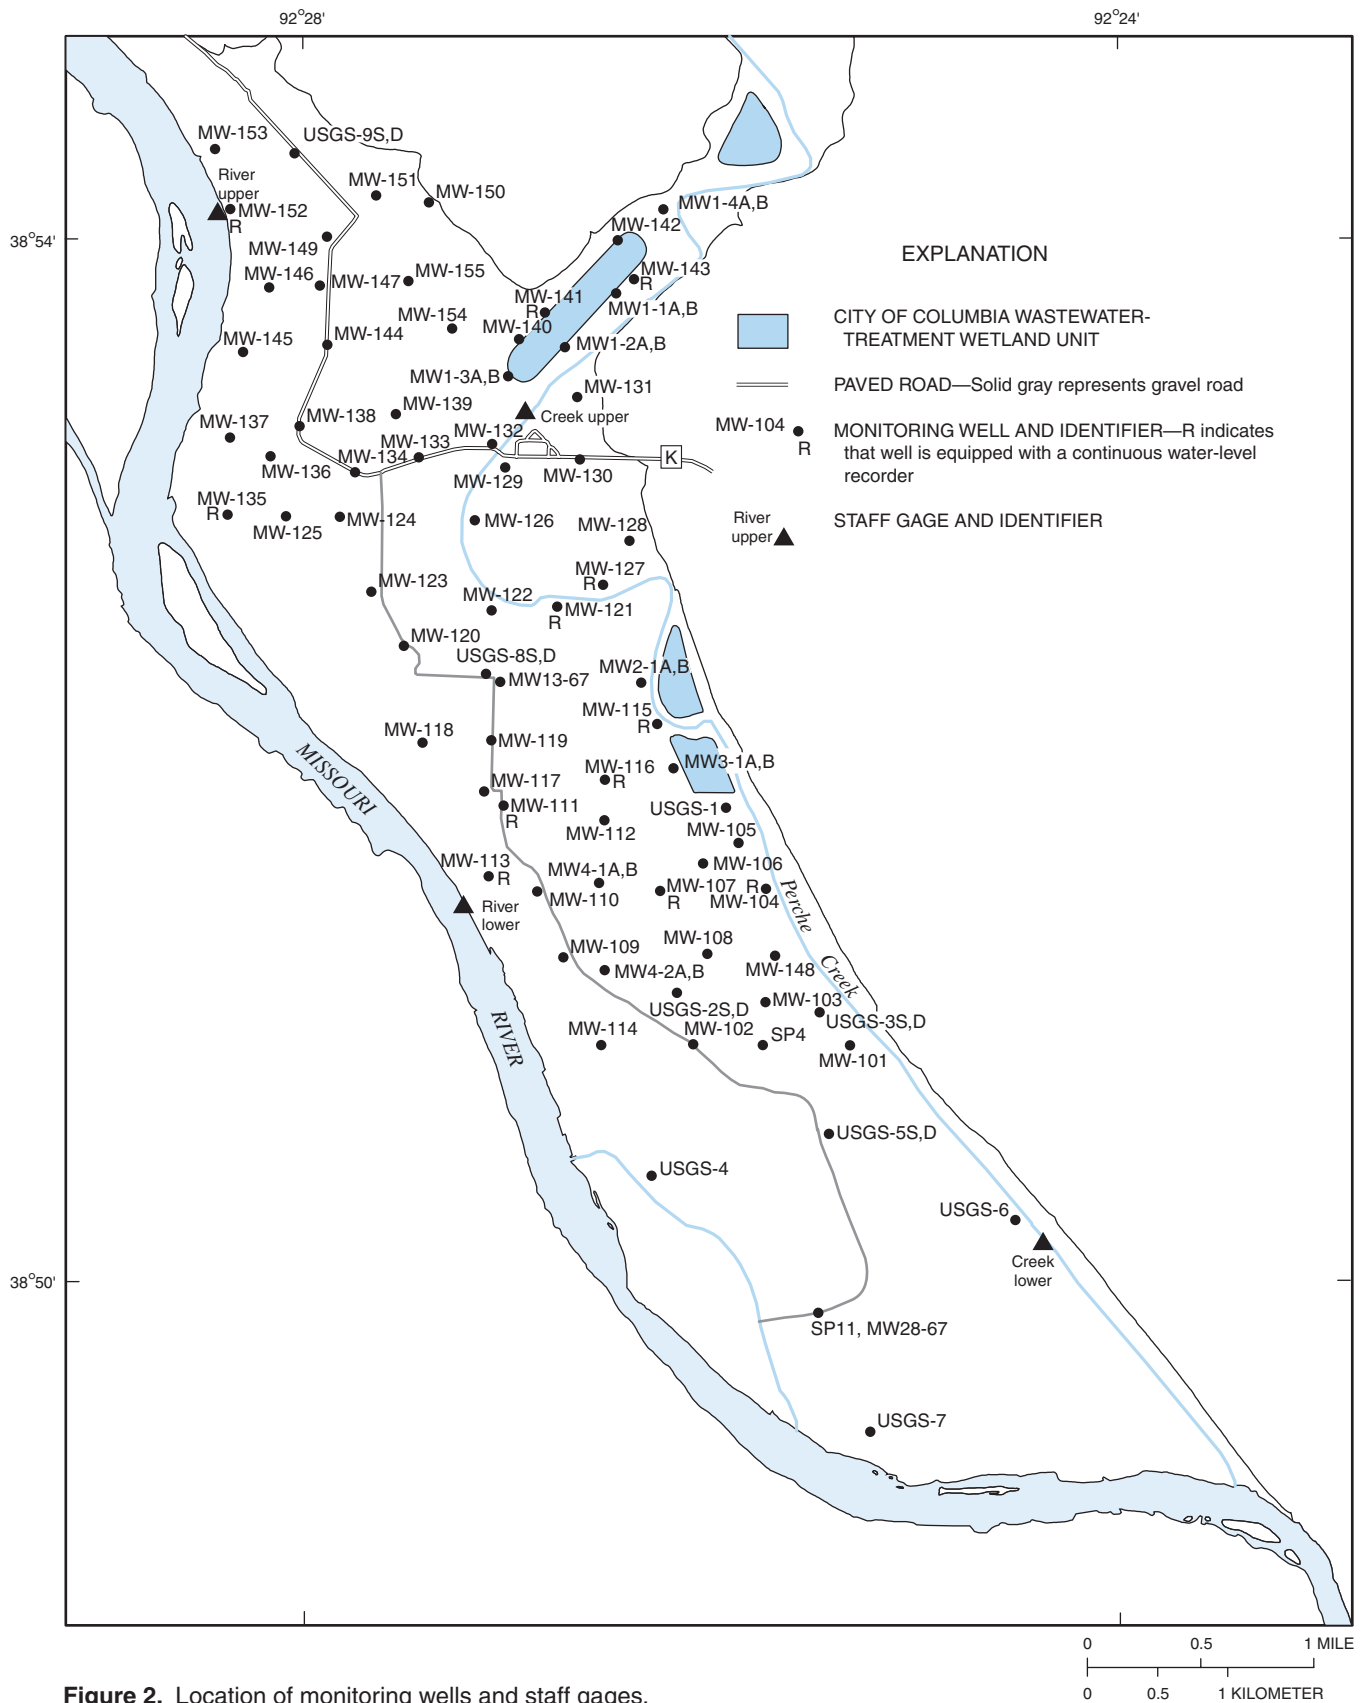 92°28'
92°24'
MW-153
USGS-9S,D
River
upper
MW-151
MW-150
MW-152
R
MW1-4A,B
MW-142
38°54'
MW-149
EXPLANATION
MW-146
MW-147
MW-155
MW-143
R
MW-141
R
MW1-1A,B
MW-154
MW-140
CITY OF COLUMBIA WASTEWATER-
TREATMENT WETLAND UNIT
MW-145
MW-144
MW1-2A,B
MW1-3A,B
MW-131
PAVED ROAD—Solid gray represents gravel road
MW-139
Creek upper
MW-138
MW-137
MW-132
MW-104
R
MONITORING WELL AND IDENTIFIER—R indicates
that well is equipped with a continuous water-level
recorder
MW-133
MW-134
K
MW-136
MW-129
MW-130
MW-135
R
MW-125
MW-124
MW-126
MW-128
River
upper
STAFF GAGE AND IDENTIFIER
MW-127
R
MW-123
MW-122
MW-121
R
MW-120
USGS-8S,D
MW13-67
MW2-1A,B
MW-115
R
MW-118
MW-119
MISSOURI
MW-116
R
MW3-1A,B
MW-117
MW-111
R
USGS-1
MW-112
MW-105
MW-113
R
MW4-1A,B
MW-106
MW-107
R
R
MW-104
MW-110
River
lower
Perche
MW-108
MW-109
MW4-2A,B
MW-148
Creek
USGS-2S,D
MW-103
USGS-3S,D
RIVER
MW-114
MW-102
SP4
MW-101
USGS-5S,D
USGS-4
USGS-6
Creek
lower
38°50'
SP11, MW28-67
USGS-7
0 0.5 1 MILE
0 0.5 1 KILOMETER
Figure 2. Location of monitoring wells and staff gages.